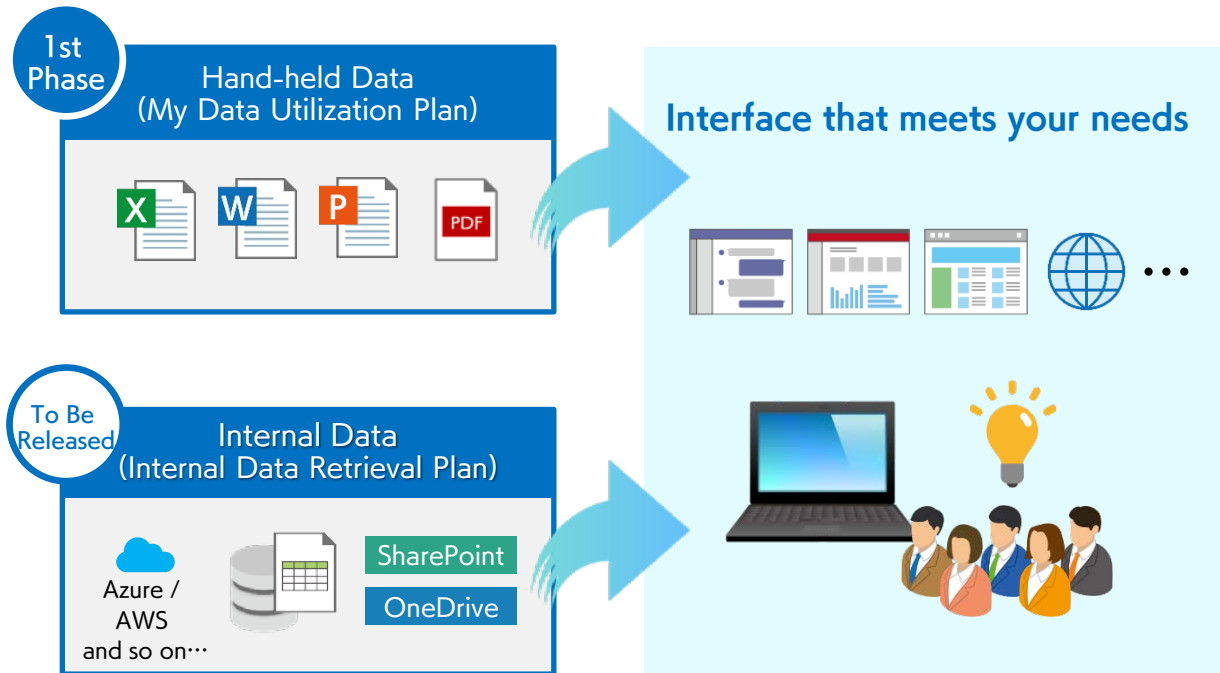 1st
Phase
Hand-held Data
(My Data Utilization Plan)
X
W
P
PDF
To Be
Released
Internal Data
(Internal Data Retrieval Plan)
Azure /
AWS
and so on…
SharePoint
OneDrive
Interface that meets your needs
…